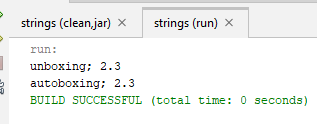 strings (clean,jar) × strings (run) ×
run:
unboxing; 2.3
autoboxing; 2.3
BUILD SUCCESSFUL (total time: 0 seconds)